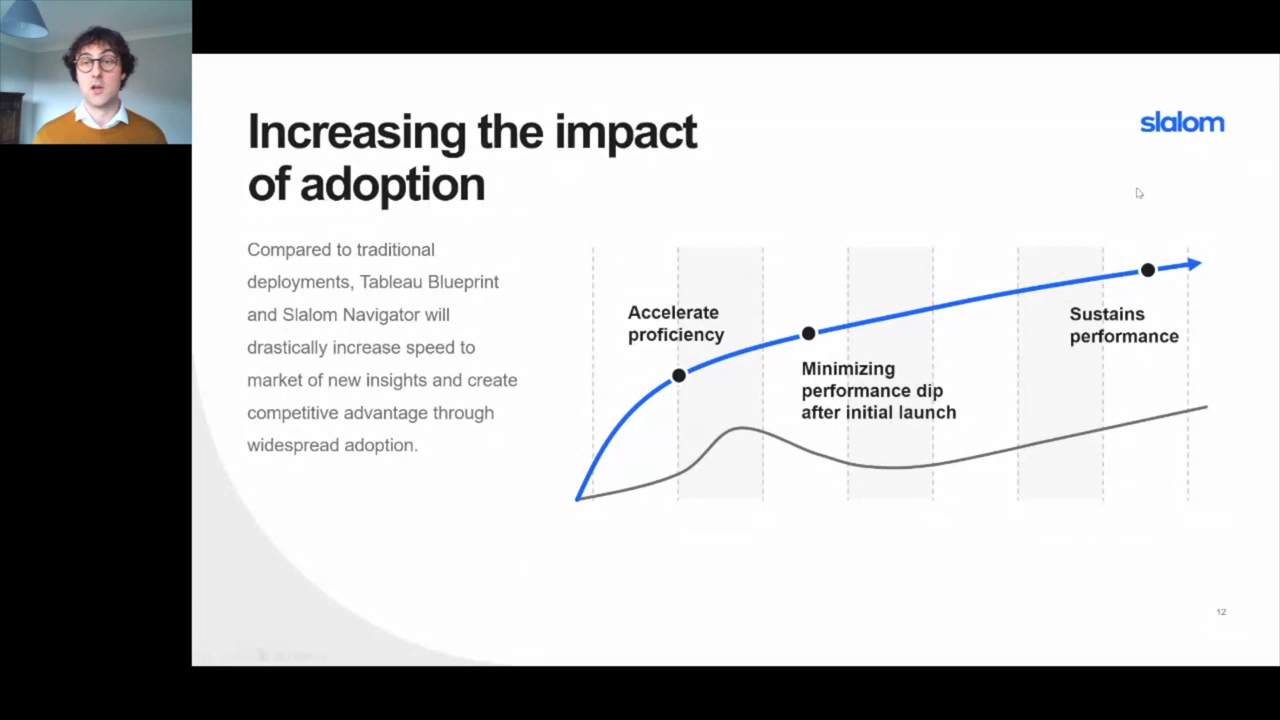 Increasing the impact
of adoption
slalom
Compared to traditional
deployments, Tableau Blueprint
and Slalom Navigator will
drastically increase speed to
market of new insights and create
competitive advantage through
widespread adoption.
Accelerate
proficiency
Minimizing
performance dip
after initial launch
Sustains
performance
12